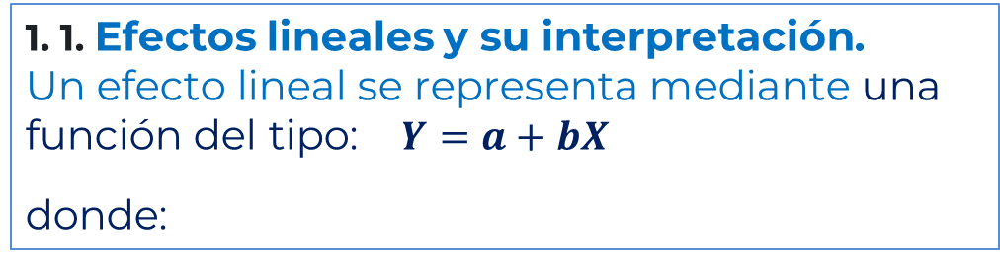 1. 1. Efectos lineales y su interpretación.
Un efecto lineal se representa mediante una
función del tipo: Y = a + bX
donde: